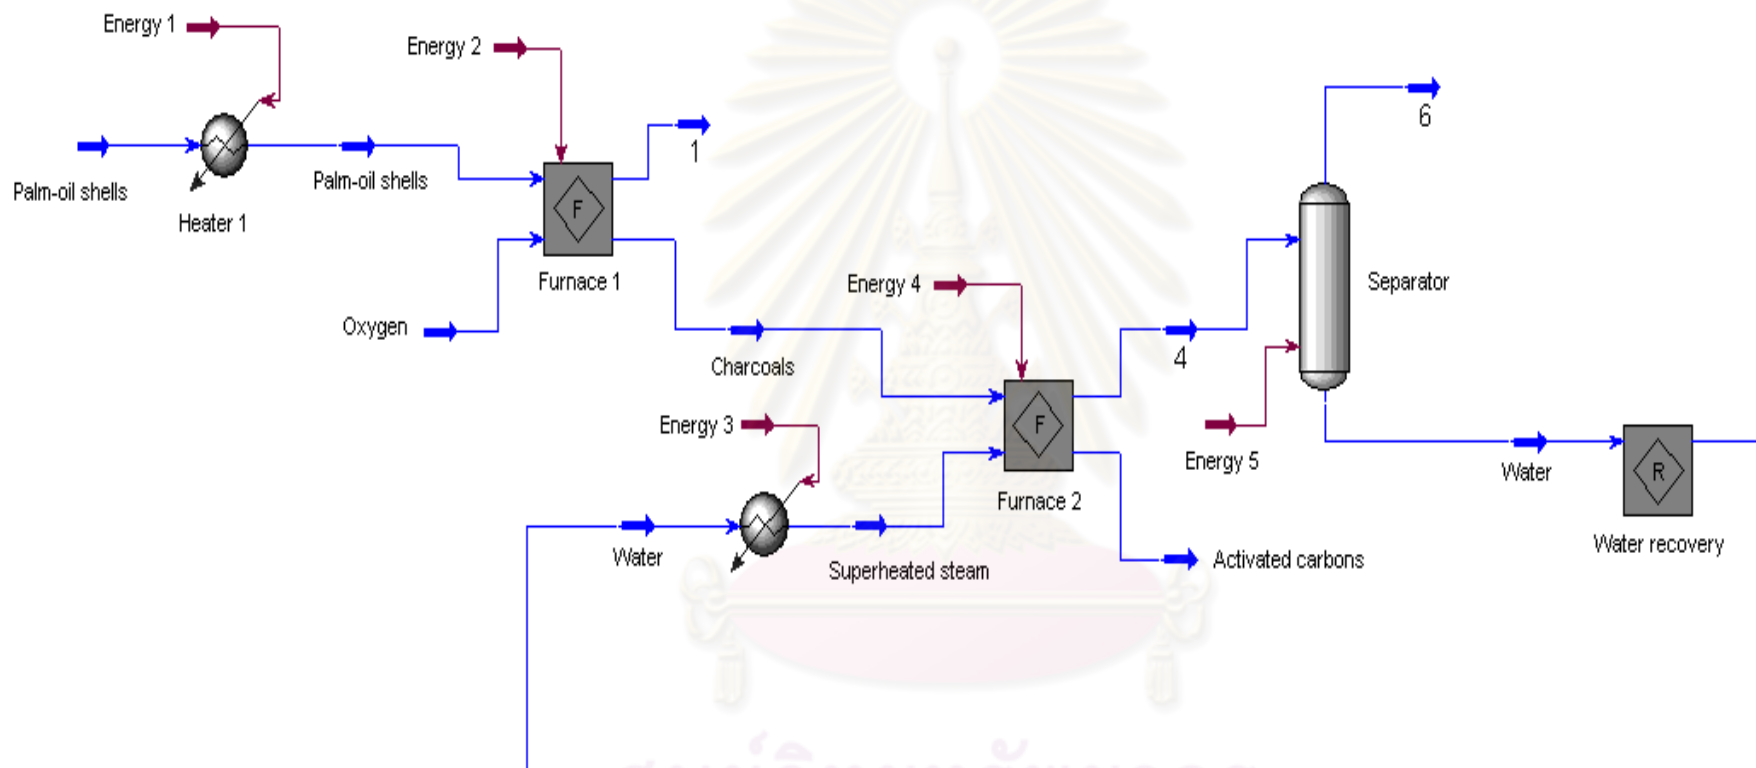 Energy 1
Energy 2
6
1
Palm-oil shells
Palm-oil shells
Heater 1
F
Furnace 1
Separator
Energy 4
Oxygen
Charcoals
4
Energy 3
F
Energy 5
Water
R
Furnace 2
Water
Superheated steam
Activated carbons
Water recovery